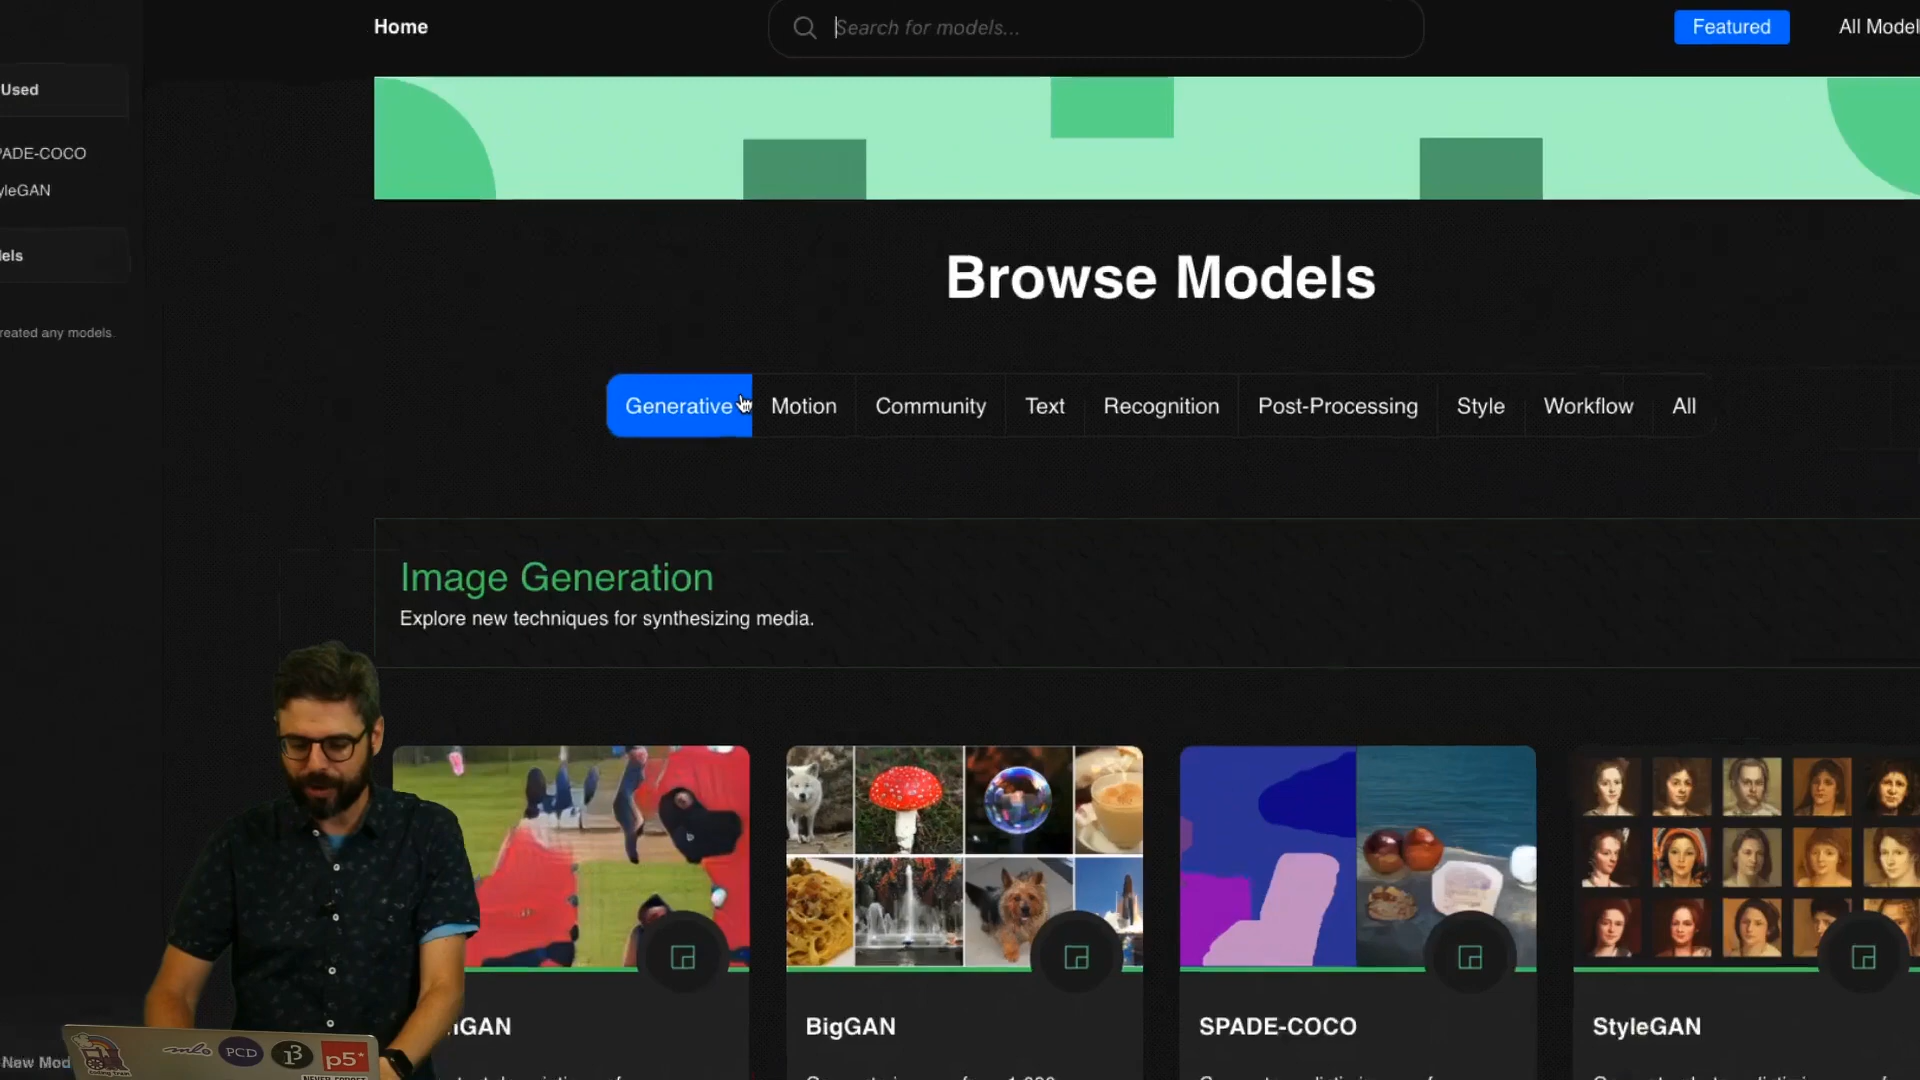 Home
Search for models...
Featured
All Model
Used
PADE-COCO
yleGAN
els
reated any models.
Browse Models
Generative
Motion
Community
Text
Recognition
Post-Processing
Style
Workflow
All
Image Generation
Explore new techniques for synthesizing media.
GAN
BigGAN
SPADE-COCO
StyleGAN
New Mod
PCD
p5*